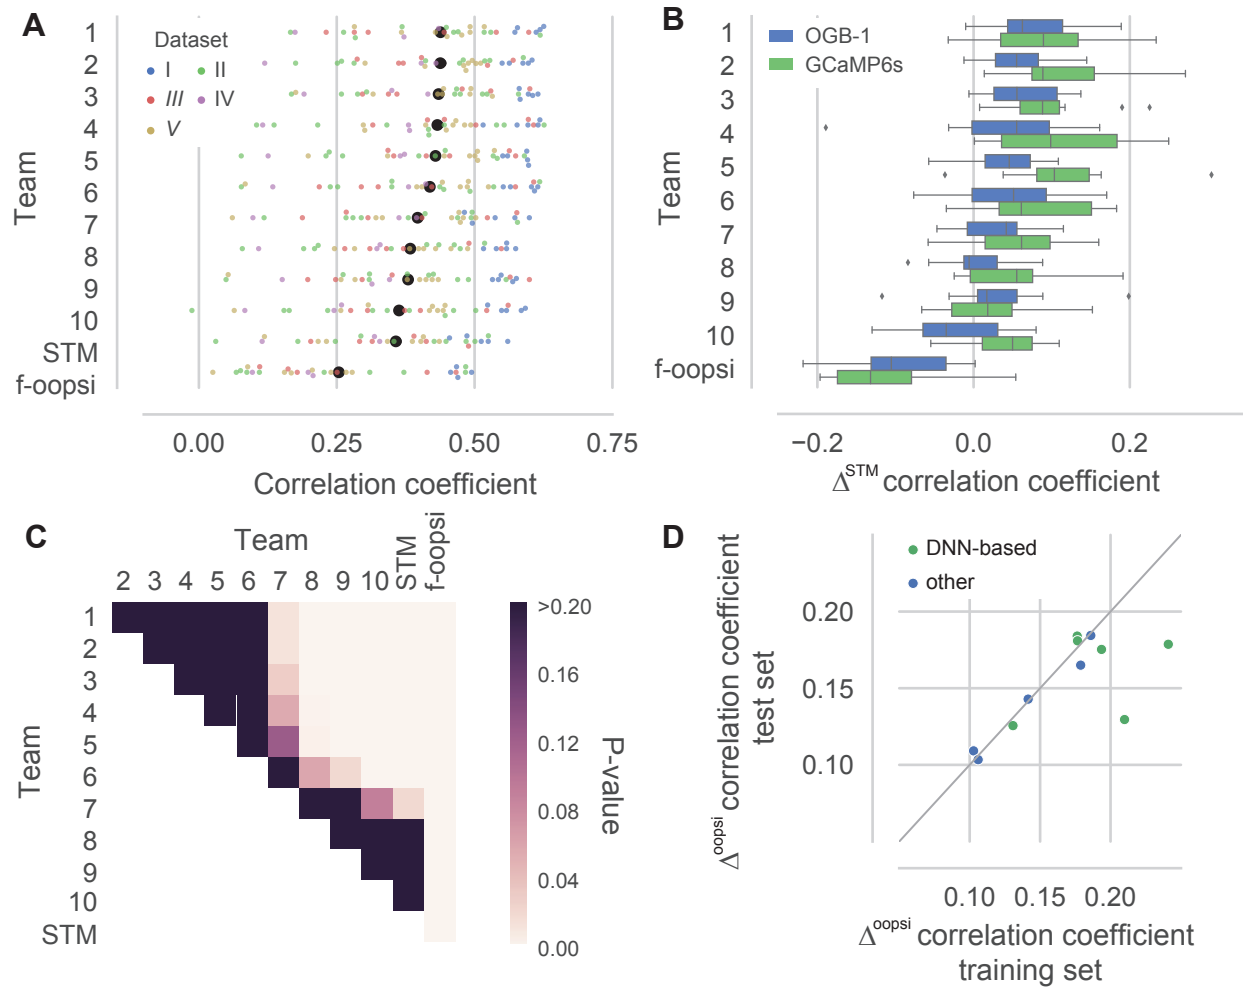 A
Dataset
I
II
III
IV
V
Team
1
2
3
4
5
6
7
8
9
10
STM
f-oopsi
0.00 0.25 0.50 0.75
Correlation coefficient
B
OGB-1
GCaMP6s
Team
1
2
3
4
5
6
7
8
9
10
f-oopsi
−0.2 0.0 0.2
Δ^STM correlation coefficient
C
Team
2 3 4 5 6 7 8 9 10 STM f-oopsi
Team
1
2
3
4
5
6
7
8
9
10
STM
>0.20
0.16
0.12
0.08
0.04
0.00
P-value
D
DNN-based
other
Δ^oopsi correlation coefficient
test set
0.20
0.15
0.10
0.10 0.15 0.20
Δ^oopsi correlation coefficient
training set